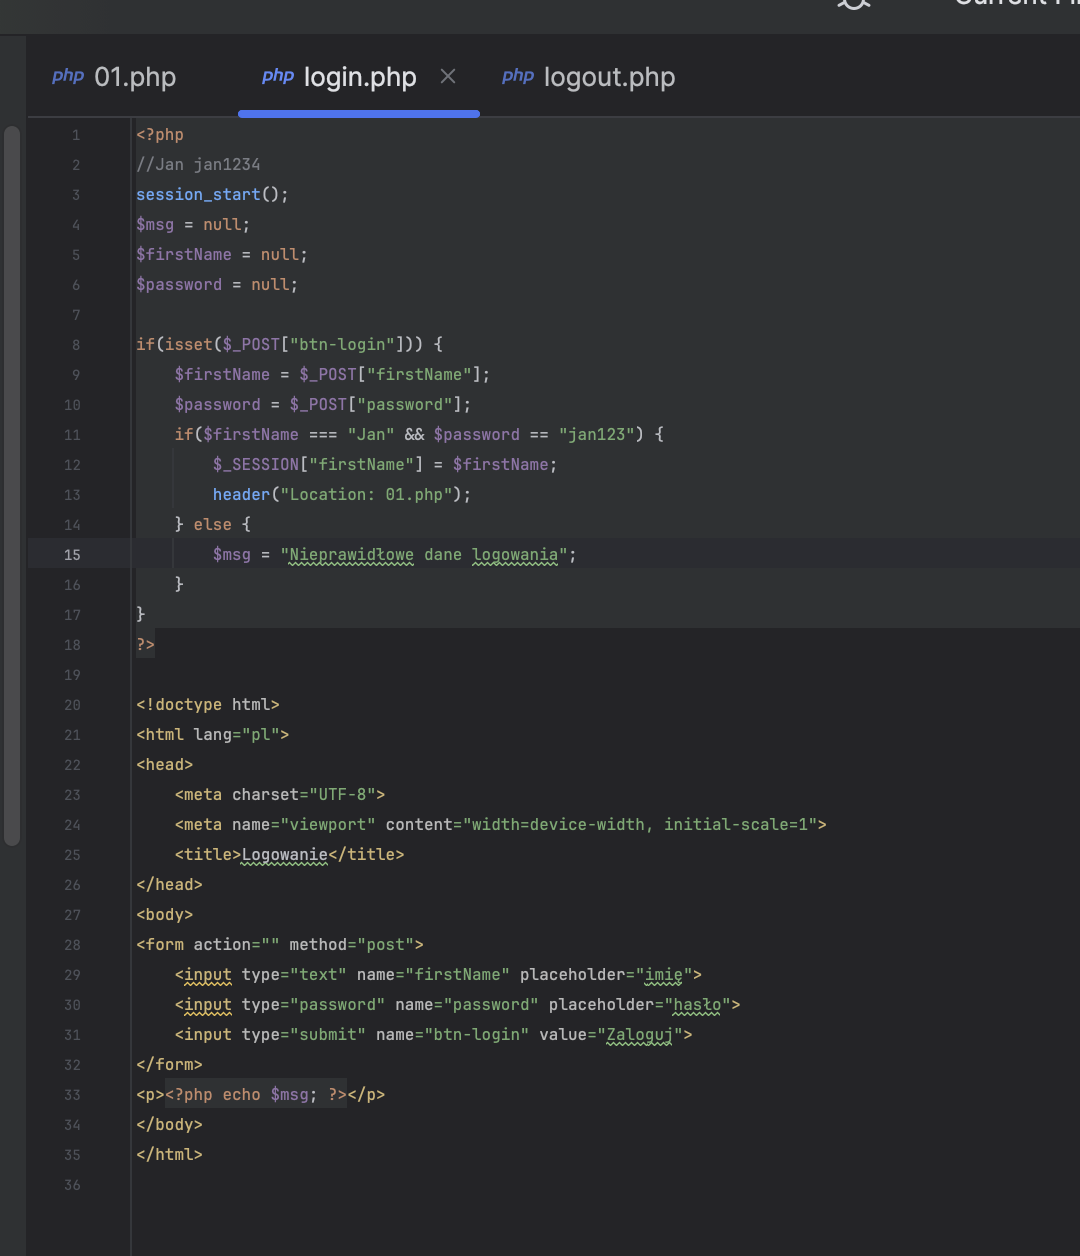 php 01.php php login.php × php logout.php
1 <?php
2 //Jan jan1234
3 session_start();
4 $msg = null;
5 $firstName = null;
6 $password = null;
7
8 if(isset($_POST["btn-login"])) {
9     $firstName = $_POST["firstName"];
10     $password = $_POST["password"];
11     if($firstName === "Jan" && $password == "jan123") {
12         $_SESSION["firstName"] = $firstName;
13         header("Location: 01.php");
14     } else {
15         $msg = "Nieprawidłowe dane logowania";
16     }
17 }
18 ?>
19
20 <!doctype html>
21 <html lang="pl">
22 <head>
23     <meta charset="UTF-8">
24     <meta name="viewport" content="width=device-width, initial-scale=1">
25     <title>Logowanie</title>
26 </head>
27 <body>
28 <form action="" method="post">
29     <input type="text" name="firstName" placeholder="imię">
30     <input type="password" name="password" placeholder="hasło">
31     <input type="submit" name="btn-login" value="Zaloguj">
32 </form>
33 <p><?php echo $msg; ?></p>
34 </body>
35 </html>
36